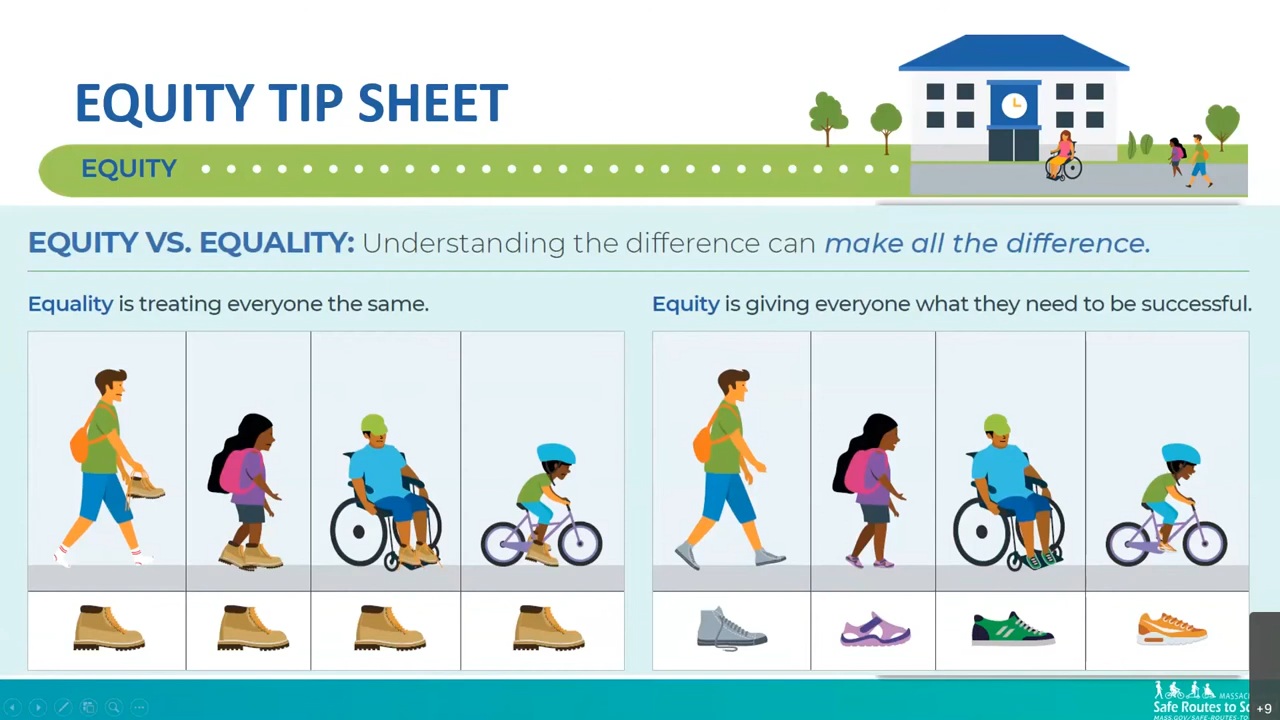 EQUITY TIP SHEET
EQUITY
EQUITY VS. EQUALITY: Understanding the difference can make all the difference.
Equality is treating everyone the same.
Equity is giving everyone what they need to be successful.
Safe Routes to
+9